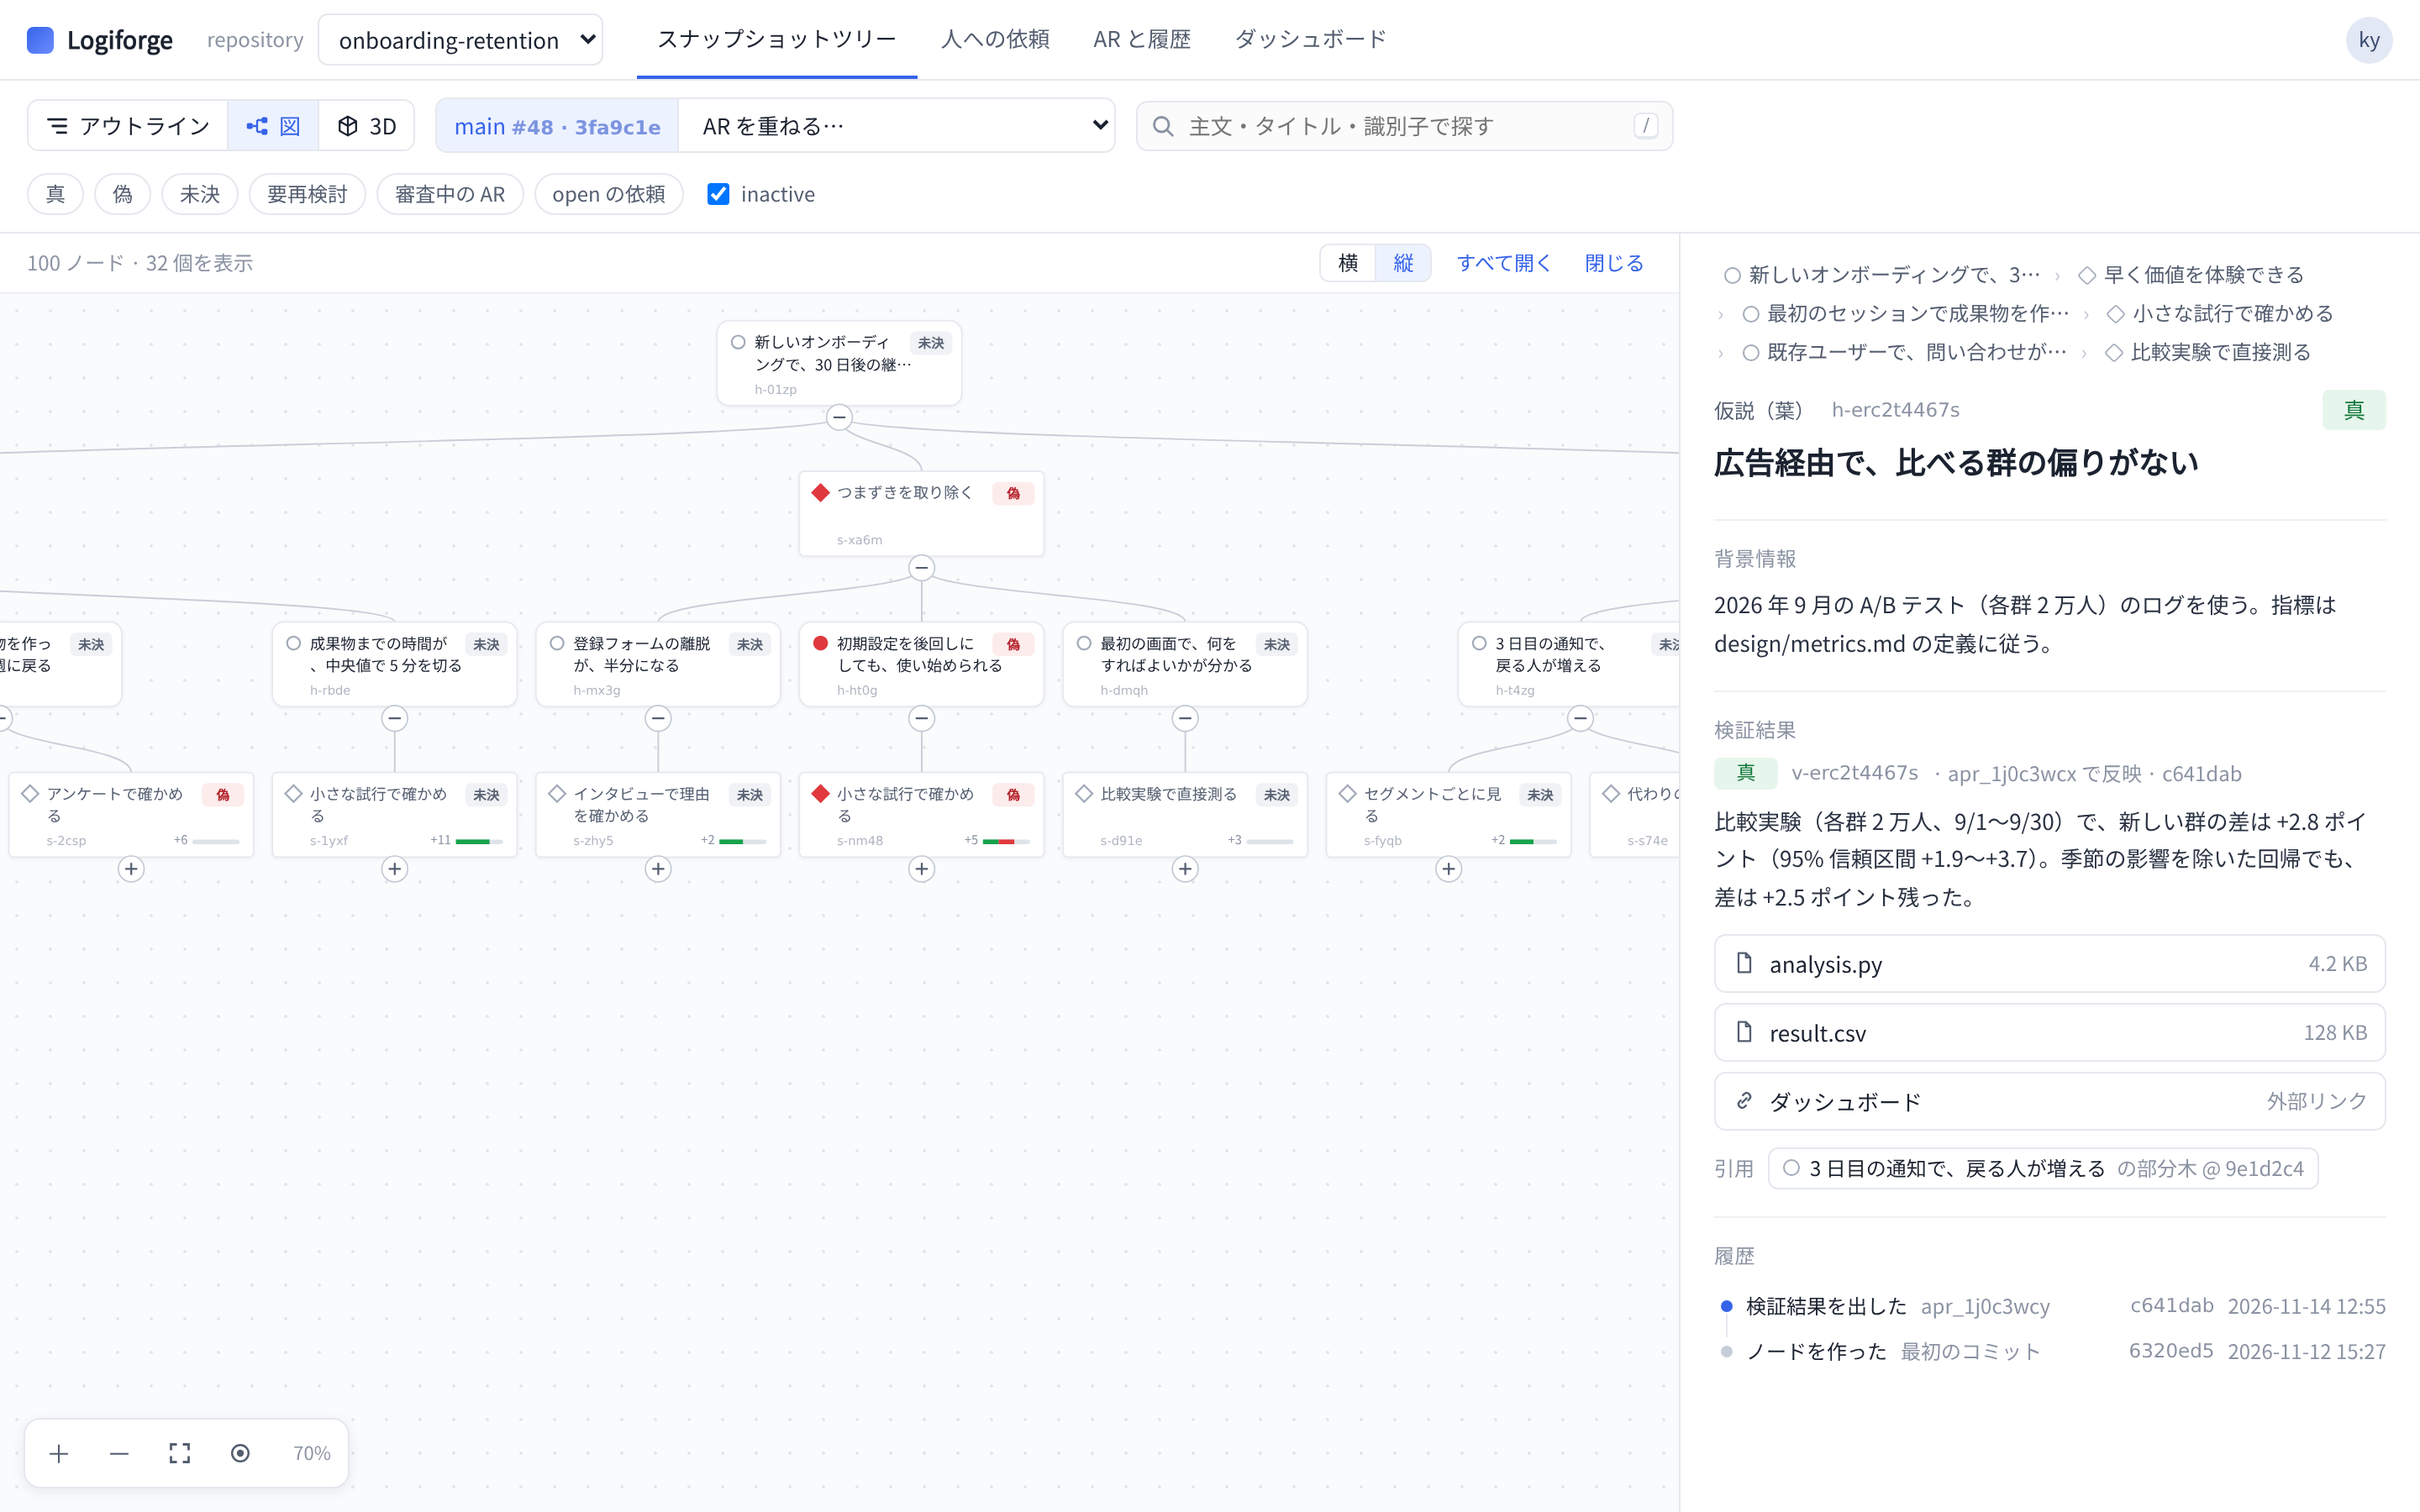 Logiforge
repository
onboarding-retention
スナップショットツリー
人への依頼
AR と履歴
ダッシュボード
ky
アウトライン
図
3D
main #48 · 3fa9c1e
AR を重ねる…
主文・タイトル・識別子で探す
/
真
偽
未決
要再検討
審査中の AR
open の依頼
inactive
100 ノード · 32 個を表示
横
縦
すべて開く
閉じる
新しいオンボーディ
ングで、30 日後の継…
未決
h-01zp
つまずきを取り除く
偽
s-xa6m
物を作っ
週に戻る
未決
成果物までの時間が
、中央値で 5 分を切る
未決
h-rbde
登録フォームの離脱
が、半分になる
未決
h-mx3g
初期設定を後回しに
しても、使い始められる
偽
h-ht0g
最初の画面で、何を
すればよいかが分かる
未決
h-dmqh
3 日目の通知で、
戻る人が増える
未決
h-t4zg
アンケートで確かめ
る
偽
s-2csp
+6
小さな試行で確かめ
る
未決
s-1yxf
+11
インタビューで理由
を確かめる
未決
s-zhy5
+2
小さな試行で確かめ
る
偽
s-nm48
+5
比較実験で直接測る
未決
s-d91e
+3
セグメントごとに見
る
未決
s-fyqb
+2
代わりの
s-s74e
70%
新しいオンボーディングで、3… › 早く価値を体験できる
› 最初のセッションで成果物を作… › 小さな試行で確かめる
› 既存ユーザーで、問い合わせが… › 比較実験で直接測る
仮説（葉） h-erc2t4467s
真
広告経由で、比べる群の偏りがない
背景情報
2026 年 9 月の A/B テスト（各群 2 万人）のログを使う。指標は
design/metrics.md の定義に従う。
検証結果
真 v-erc2t4467s · apr_1j0c3wcx で反映 · c641dab
比較実験（各群 2 万人、9/1〜9/30）で、新しい群の差は +2.8 ポイ
ント（95% 信頼区間 +1.9〜+3.7）。季節の影響を除いた回帰でも、
差は +2.5 ポイント残った。
analysis.py
4.2 KB
result.csv
128 KB
ダッシュボード
外部リンク
引用 3 日目の通知で、戻る人が増える の部分木 @ 9e1d2c4
履歴
検証結果を出した apr_1j0c3wcy c641dab 2026-11-14 12:55
ノードを作った 最初のコミット 6320ed5 2026-11-12 15:27